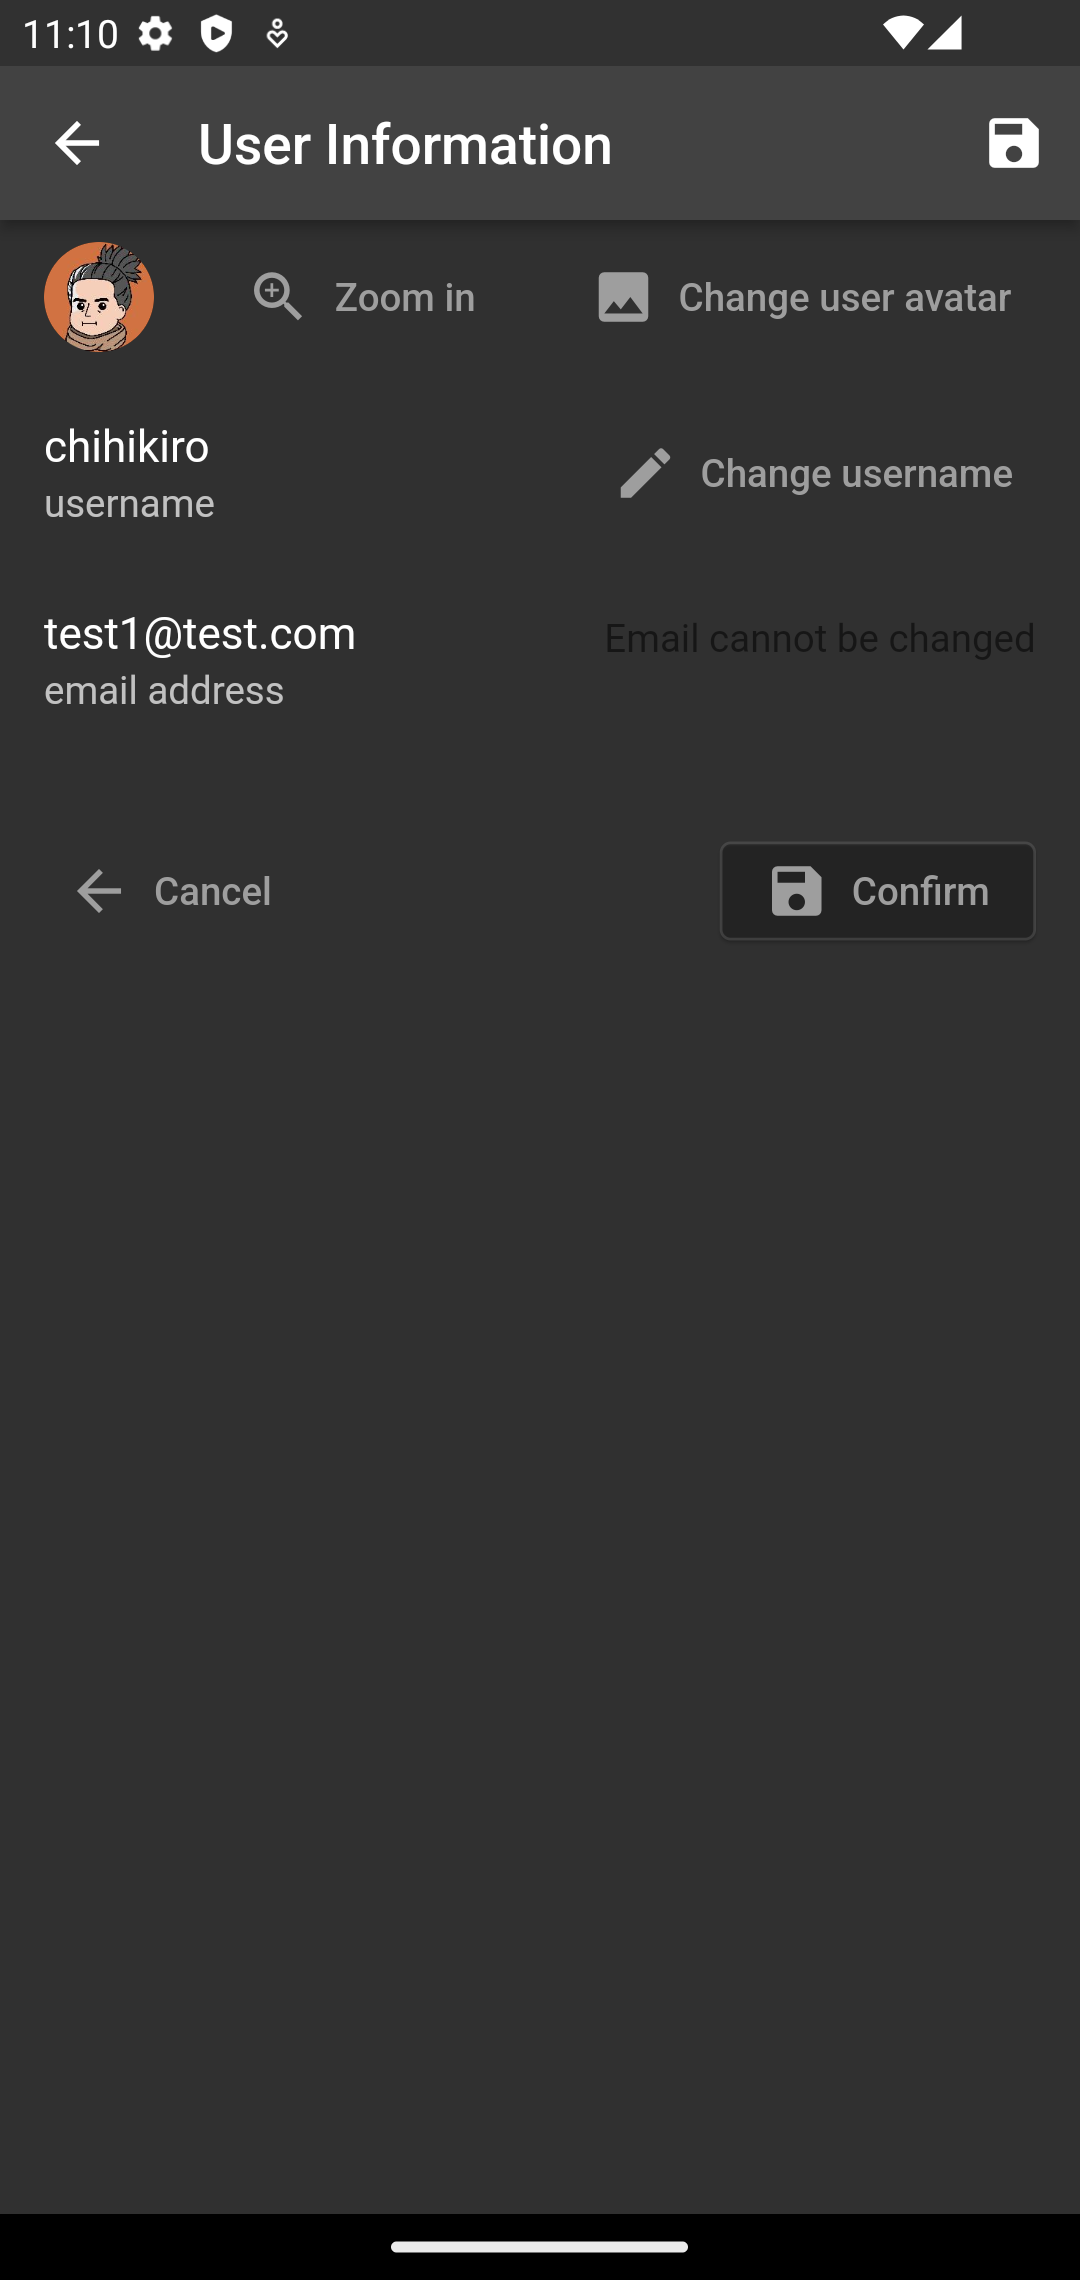 11:10
User Information
Zoom in
Change user avatar
chihikiro
username
Change username
test1@test.com
email address
Email cannot be changed
Cancel
Confirm